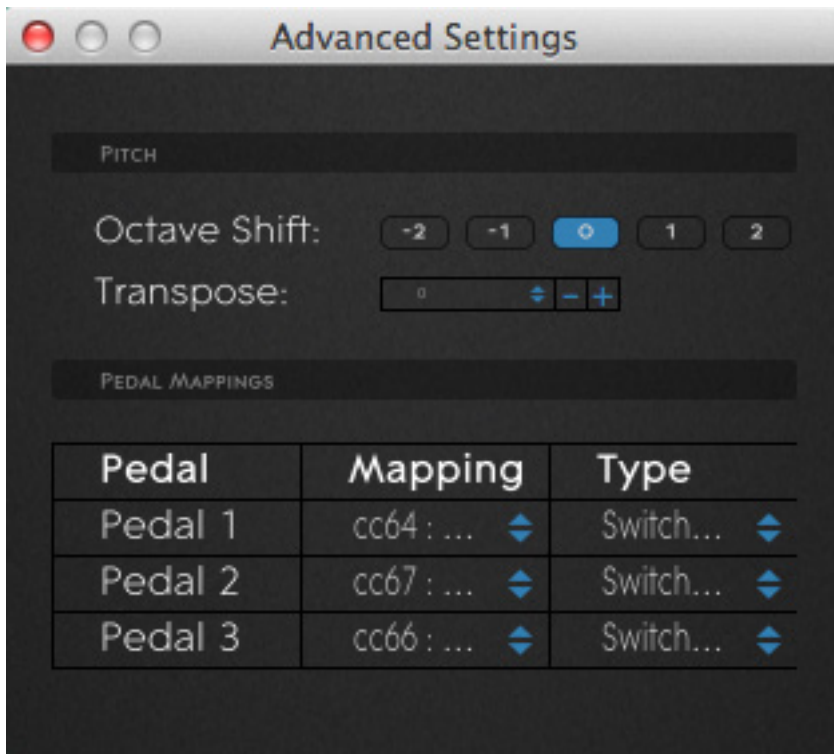 Advanced Settings
PITCH
Octave Shift: -2 -1 0 1 2
Transpose: 0 - +
PEDAL MAPPINGS
Pedal Mapping Type
Pedal 1 cc64 : ... Switch...
Pedal 2 cc67 : ... Switch...
Pedal 3 cc66 : ... Switch...